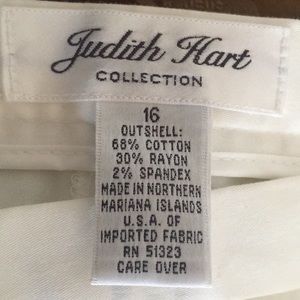 Judith Hart
COLLECTION
16
OUTSHELL:
68% COTTON
30% RAYON
2% SPANDEX
MADE IN NORTHERN
MARIANA ISLANDS
U.S.A. OF
IMPORTED FABRIC
RN 51323
CARE OVER